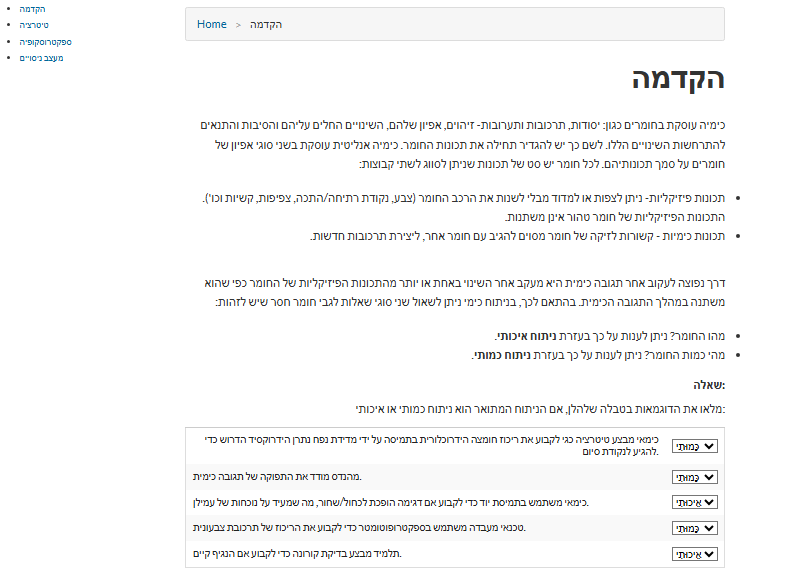 הקדמה
טיטרציה
ספקטרוסקופיה
מעצב ניסויים
Home > הקדמה
הקדמה
כימיה עוסקת בחומרים כגון: יסודות, תרכובות ותערובות- זיהוים, אפיון שלהם, השינויים החלים עליהם והסיבות והתנאים
להתרחשות השינויים הללו. לשם כך יש להגדיר תחילה את תכונות החומר. כימיה אנליטית עוסקת בשני סוגי אפיון של
חומרים על סמך תכונותיהם. לכל חומר יש סט של תכונות שניתן לסווג לשתי קבוצות:
תכונות פיזיקליות- ניתן לצפות או למדוד מבלי לשנות את הרכב החומר (צבע, נקודת רתיחה/התכה, צפיפות, קשיות וכו').
התכונות הפיזיקליות של חומר טהור אינן משתנות.
תכונות כימיות - קשורות לזיקה של חומר מסוים להגיב עם חומר אחר, ליצירת תרכובות חדשות.
דרך נפוצה לעקוב אחר תגובה כימית היא מעקב אחר השינוי באחת או יותר מהתכונות הפיזיקליות של החומר כפי שהוא
משתנה במהלך התגובה הכימית. בהתאם לכך, בניתוח כימי ניתן לשאול שני סוגי שאלות לגבי חומר חסר שיש לזהות:
מהו החומר? ניתן לענות על כך בעזרת ניתוח איכותי.
מהי כמות החומר? ניתן לענות על כך בעזרת ניתוח כמותי.
שאלה:
מלאו את הדוגמאות בטבלה שלהלן, אם הניתוח המתואר הוא ניתוח כמותי או איכותי:
כַּמּוּתִי כימאי מבצע טיטרציה כגי לקבוע את ריכוז חומצה הידרוכלורית בתמיסה על ידי מדידת נפח נתרן הידרוקסיד הדרוש כדי
להגיע לנקודת סיום.
כַּמּוּתִי מהנדס מודד את התפוקה של תגובה כימית.
אֵיכוּתִי כימאי משתמש בתמיסת יוד כדי לקבוע אם דגימה הופכת לכחול/שחור, מה שמעיד על נוכחות של עמילן.
כַּמּוּתִי טכנאי מעבדה משתמש בספקטרופוטומטר כדי לקבוע את הריכוז של תרכובת צבעונית.
אֵיכוּתִי תלמיד מבצע בדיקת קורונה כדי לקבוע אם הנגיף קיים.